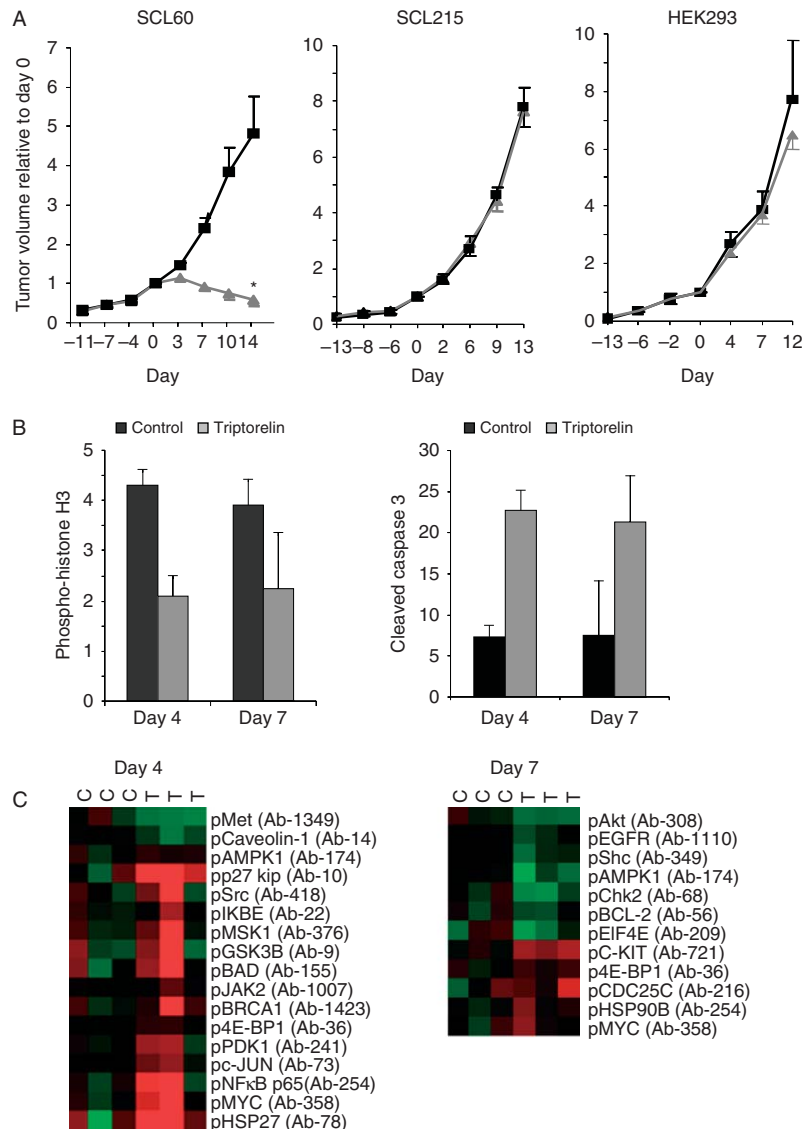 A
SCL60
SCL215
HEK293
Tumor volume relative to day 0
7
6
5
4
3
2
1
0
–11 –7 –4 0 3 7 10 14
Day
*
10
8
6
4
2
0
–13 –8 –6 0 2 6 9 13
Day
10
8
6
4
2
0
–13 –6 –2 0 4 7 12
Day
B
Control Triptorelin
Phospho-histone H3
5
4
3
2
1
0
Day 4 Day 7
Control Triptorelin
Cleaved caspase 3
30
25
20
15
10
5
0
Day 4 Day 7
C
Day 4
C C C T T T
pMet (Ab-1349)
pCaveolin-1 (Ab-14)
pAMPK1 (Ab-174)
pp27 kip (Ab-10)
pSrc (Ab-418)
pIKBE (Ab-22)
pMSK1 (Ab-376)
pGSK3B (Ab-9)
pBAD (Ab-155)
pJAK2 (Ab-1007)
pBRCA1 (Ab-1423)
p4E-BP1 (Ab-36)
pPDK1 (Ab-241)
pc-JUN (Ab-73)
pNFκB p65(Ab-254)
pMYC (Ab-358)
pHSP27 (Ab-78)
Day 7
C C C T T T
pAkt (Ab-308)
pEGFR (Ab-1110)
pShc (Ab-349)
pAMPK1 (Ab-174)
pChk2 (Ab-68)
pBCL-2 (Ab-56)
pEIF4E (Ab-209)
pC-KIT (Ab-721)
p4E-BP1 (Ab-36)
pCDC25C (Ab-216)
pHSP90B (Ab-254)
pMYC (Ab-358)